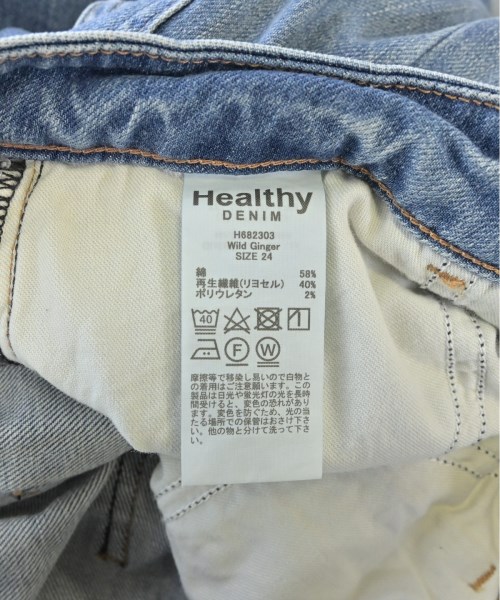 Healthy
DENIM
H682303
Wild Ginger
SIZE 24
綿 58%
再生繊維(リヨセル) 40%
ポリウレタン 2%
40
F W
摩擦等で移染し易いので白物と
の着用はご注意願います。この
製品は日光や蛍光灯の光を長時
間受けると、変色の恐れがあり
ます。変色を防ぐため、光の当
たる場所での保管はおさけ下さ
い。他の物と分けて洗って下さ
い。